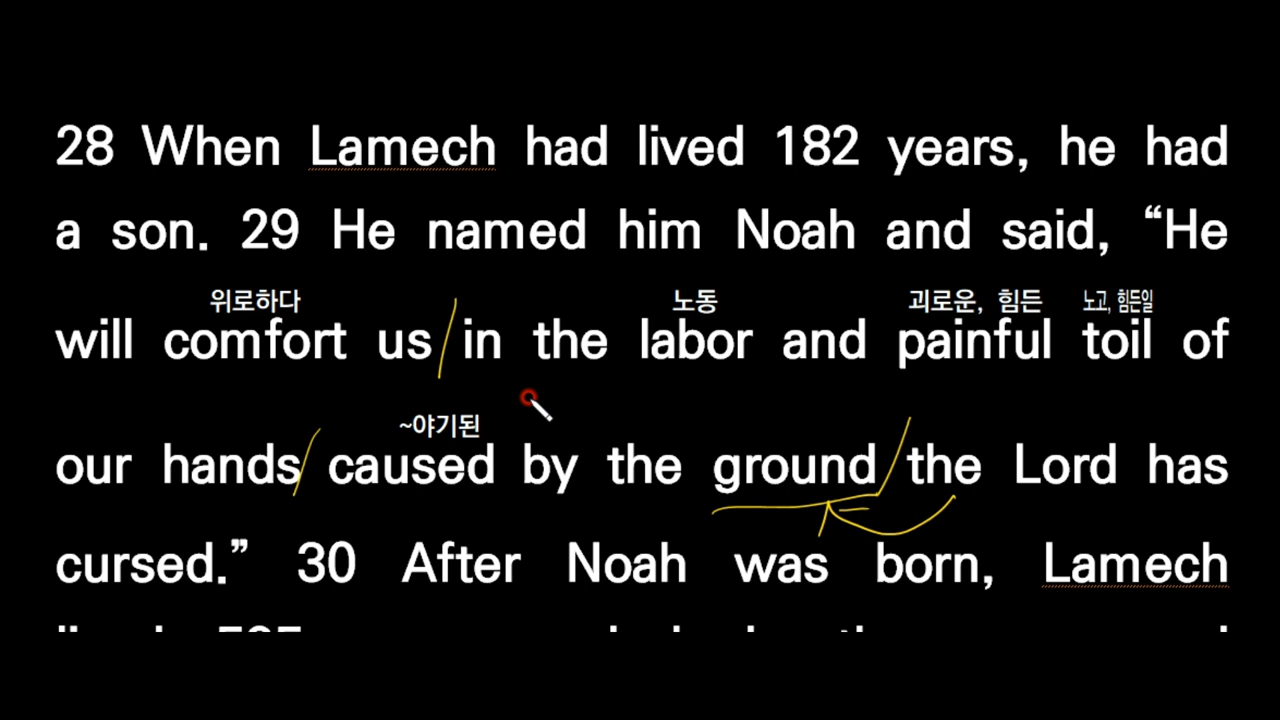 28 When Lamech had lived 182 years, he had
a son. 29 He named him Noah and said, “He
위로하다 노동 괴로운, 힘든 노고, 힘든일
will comfort us in the labor and painful toil of
~야기된
our hands caused by the ground the Lord has
cursed.” 30 After Noah was born, Lamech